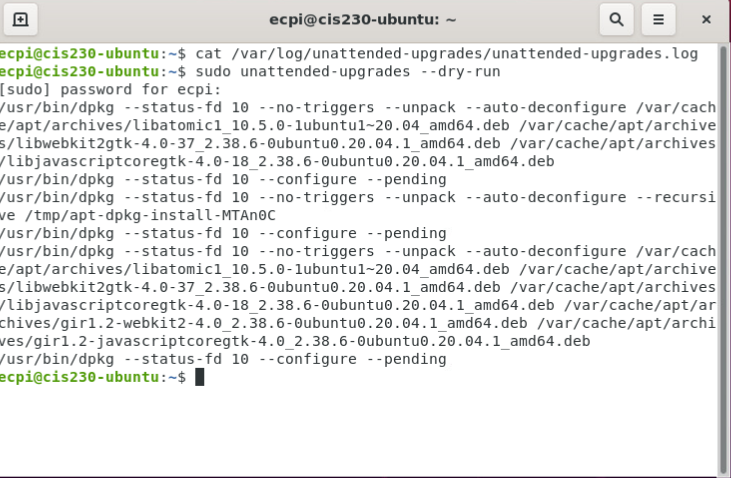 ecpi@cis230-ubuntu: ~
ecpi@cis230-ubuntu:~$ cat /var/log/unattended-upgrades/unattended-upgrades.log
ecpi@cis230-ubuntu:~$ sudo unattended-upgrades --dry-run
[sudo] password for ecpi:
/usr/bin/dpkg --status-fd 10 --no-triggers --unpack --auto-deconfigure /var/cach
e/apt/archives/libatomic1_10.5.0-1ubuntu1~20.04_amd64.deb /var/cache/apt/archive
s/libwebkit2gtk-4.0-37_2.38.6-0ubuntu0.20.04.1_amd64.deb /var/cache/apt/archives
/libjavascriptcoregtk-4.0-18_2.38.6-0ubuntu0.20.04.1_amd64.deb
/usr/bin/dpkg --status-fd 10 --configure --pending
/usr/bin/dpkg --status-fd 10 --no-triggers --unpack --auto-deconfigure --recursi
ve /tmp/apt-dpkg-install-MTAn0C
/usr/bin/dpkg --status-fd 10 --configure --pending
/usr/bin/dpkg --status-fd 10 --no-triggers --unpack --auto-deconfigure /var/cach
e/apt/archives/libatomic1_10.5.0-1ubuntu1~20.04_amd64.deb /var/cache/apt/archive
s/libwebkit2gtk-4.0-37_2.38.6-0ubuntu0.20.04.1_amd64.deb /var/cache/apt/archives
/libjavascriptcoregtk-4.0-18_2.38.6-0ubuntu0.20.04.1_amd64.deb /var/cache/apt/ar
chives/gir1.2-webkit2-4.0_2.38.6-0ubuntu0.20.04.1_amd64.deb /var/cache/apt/archi
ves/gir1.2-javascriptcoregtk-4.0_2.38.6-0ubuntu0.20.04.1_amd64.deb
/usr/bin/dpkg --status-fd 10 --configure --pending
ecpi@cis230-ubuntu:~$